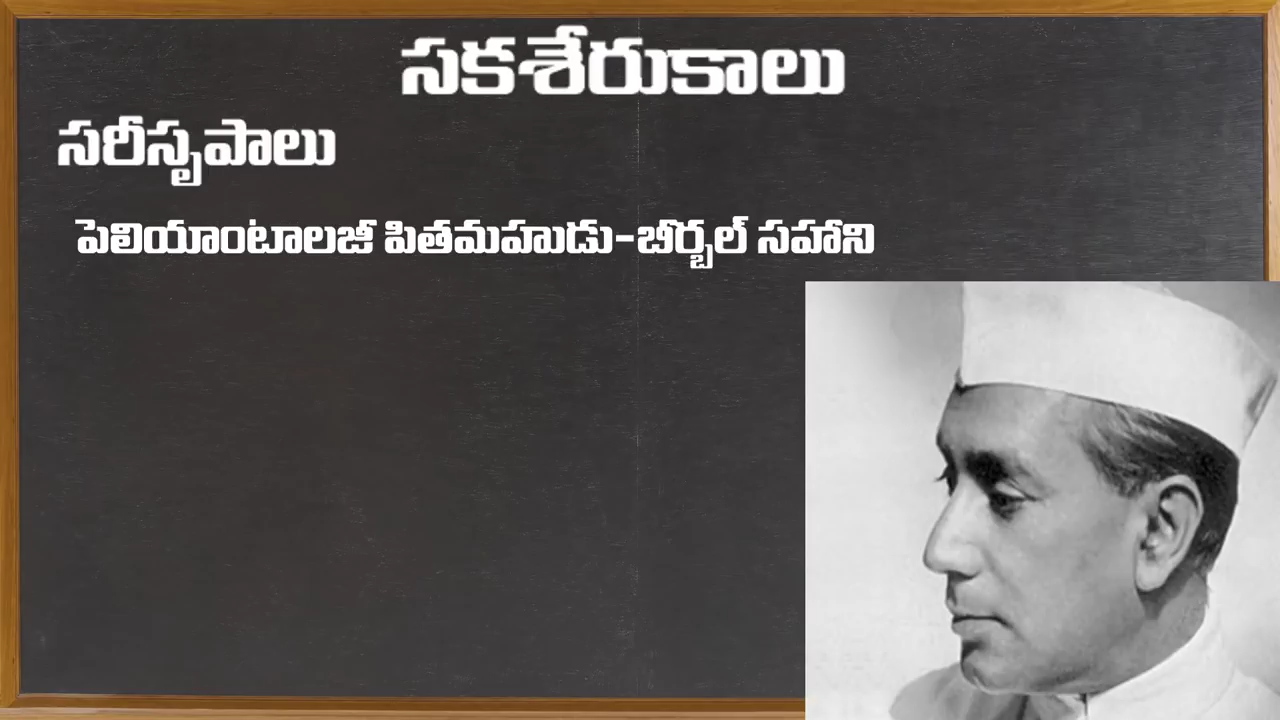 సకశేరుకాలు
సరీసృపాలు
పెలియాంటాలజీ పితమహుడు-బీర్బల్ సహాని